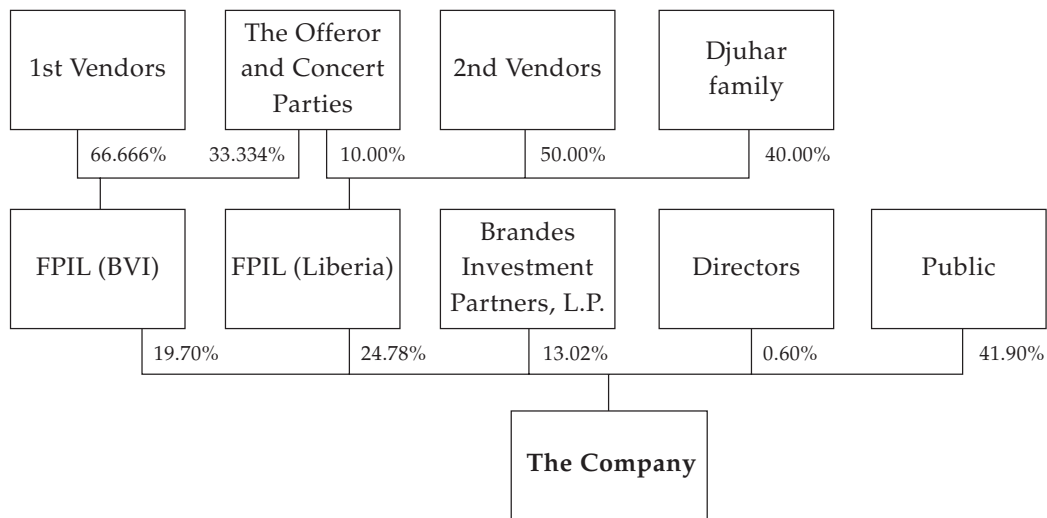 1st Vendors
The Offeror
and Concert
Parties
2nd Vendors
Djuhar
family
66.666%
33.334%
10.00%
50.00%
40.00%
FPIL (BVI)
FPIL (Liberia)
Brandes
Investment
Partners, L.P.
Directors
Public
19.70%
24.78%
13.02%
0.60%
41.90%
The Company